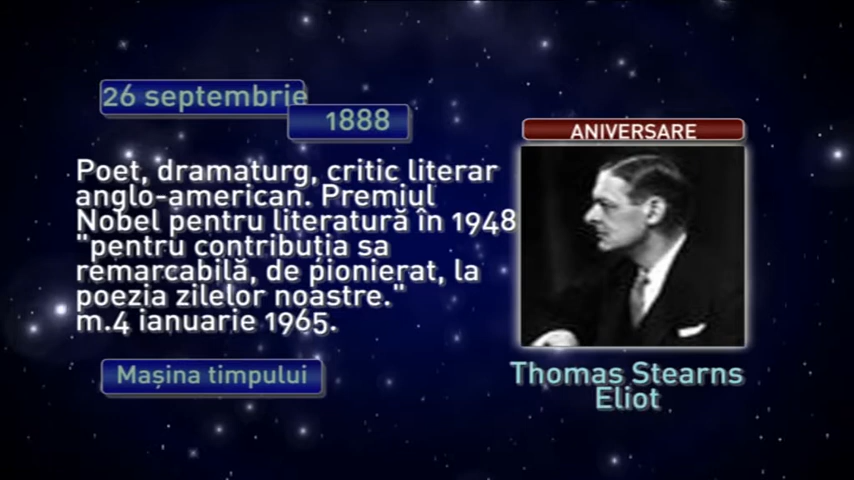 26 septembrie
1888
Poet, dramaturg, critic literar
anglo-american. Premiul
Nobel pentru literatură în 1948
"pentru contribuția sa
remarcabilă, de pionierat, la
poezia zilelor noastre."
m.4 ianuarie 1965.
Mașina timpului
ANIVERSARE
Thomas Stearns
Eliot